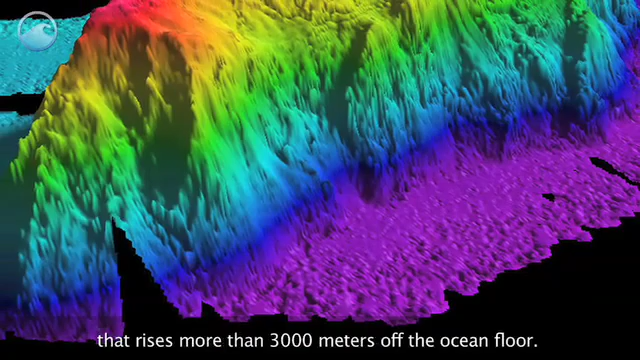 that rises more than 3000 meters off the ocean floor.